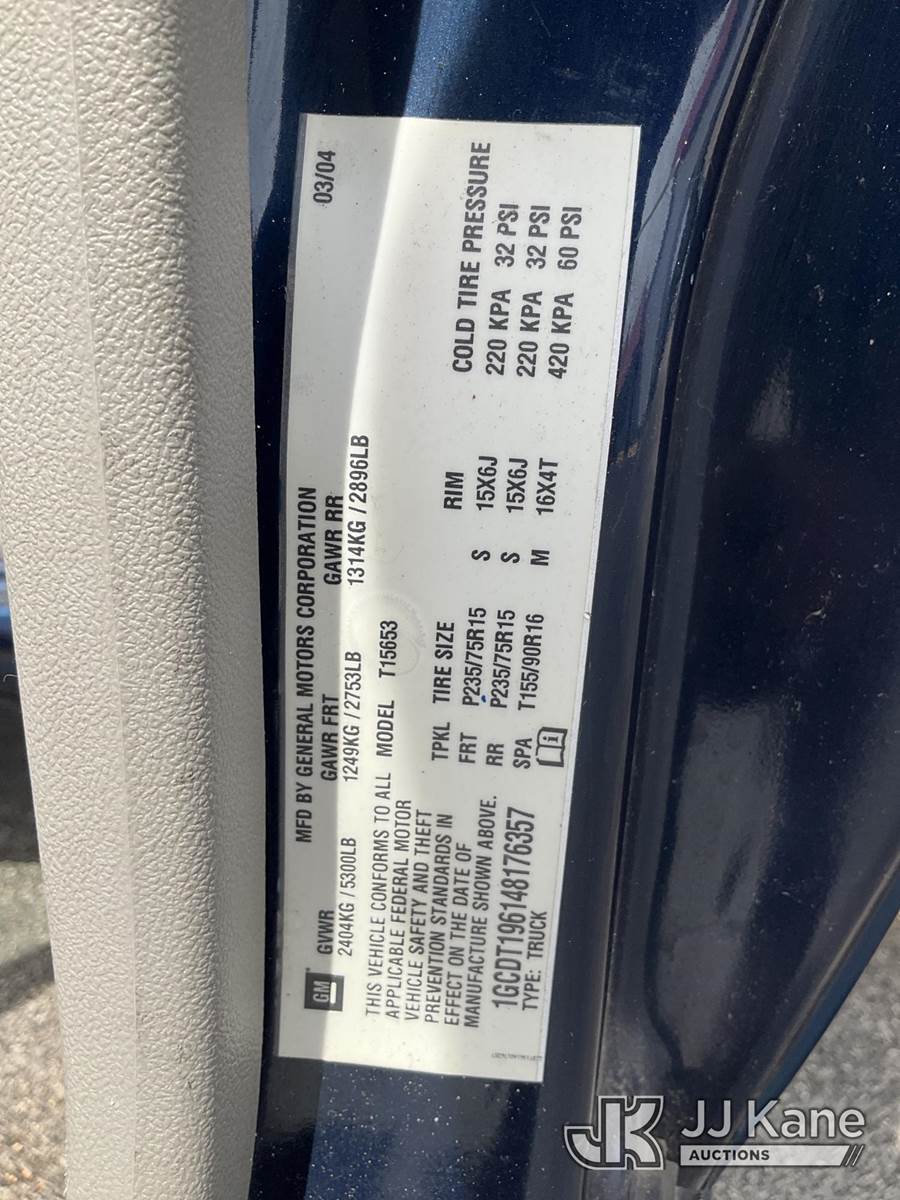 MFD BY GENERAL MOTORS CORPORATION 03/04
GM
GVWR GAWR FRT GAWR RR
2404KG / 5300LB 1249KG / 2753LB 1314KG / 2896LB
THIS VEHICLE CONFORMS TO ALL
APPLICABLE FEDERAL MOTOR
VEHICLE SAFETY AND THEFT
PREVENTION STANDARDS IN
EFFECT ON THE DATE OF
MANUFACTURE SHOWN ABOVE.
1GCDT196148176357
TYPE: TRUCK
MODEL T15653
TPKL TIRE SIZE RIM COLD TIRE PRESSURE
FRT P235/75R15 S 15X6J 220 KPA 32 PSI
RR P235/75R15 S 15X6J 220 KPA 32 PSI
SPA T155/90R16 M 16X4T 420 KPA 60 PSI
JK JJ Kane
AUCTIONS